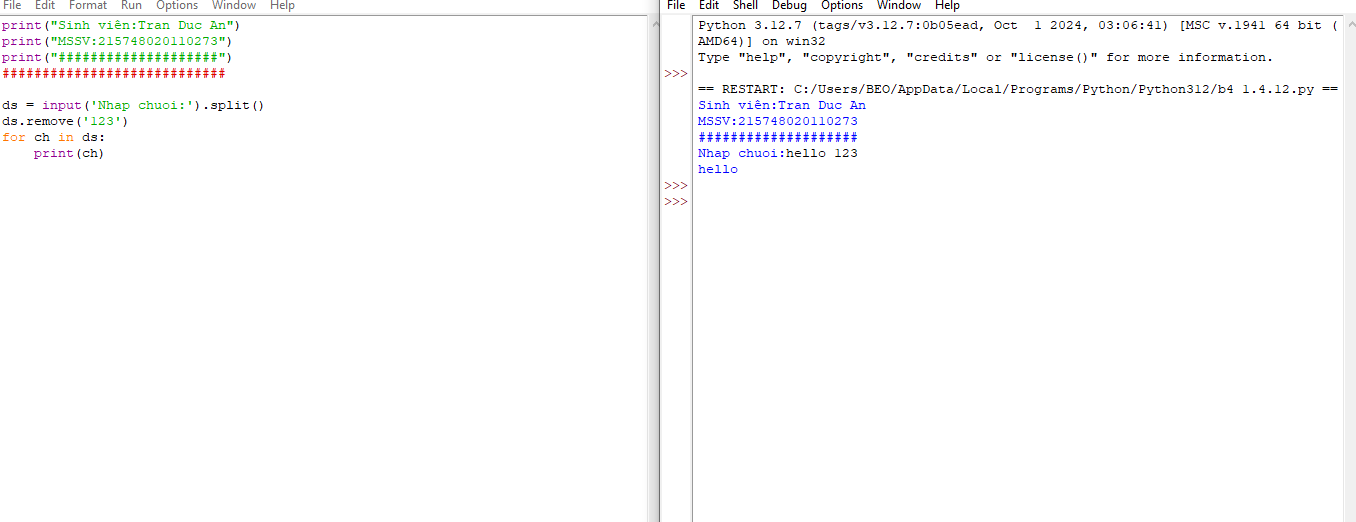 File Edit Format Run Options Window Help
print("Sinh viên:Tran Duc An")
print("MSSV:215748020110273")
print("####################")
############################
ds = input('Nhap chuoi:').split()
ds.remove('123')
for ch in ds:
    print(ch)
File Edit Shell Debug Options Window Help
Python 3.12.7 (tags/v3.12.7:0b05ead, Oct  1 2024, 03:06:41) [MSC v.1941 64 bit (
AMD64)] on win32
Type "help", "copyright", "credits" or "license()" for more information.
>>>
== RESTART: C:/Users/BEO/AppData/Local/Programs/Python/Python312/b4 1.4.12.py ==
Sinh viên:Tran Duc An
MSSV:215748020110273
####################
Nhap chuoi:hello 123
hello
>>>
>>>